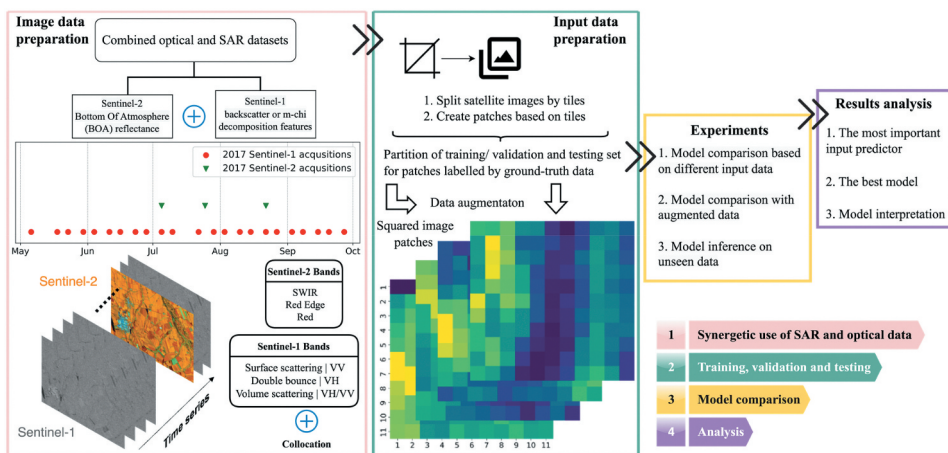 Image data
preparation
Combined optical and SAR datasets
Sentinel-2
Bottom Of Atmosphere
(BOA) reflectance
Sentinel-1
backscatter or m-chi
decomposition features
2017 Sentinel-1 acqusitions
2017 Sentinel-2 acqusitions
May Jun Jul Aug Sep Oct
Sentinel-2
Sentinel-1
Time series
Sentinel-2 Bands
SWIR
Red Edge
Red
Sentinel-1 Bands
Surface scattering | VV
Double bounce | VH
Volume scattering | VH/VV
Collocation
Input data
preparation
1. Split satellite images by tiles
2. Create patches based on tiles
Partition of training/ validation and testing set
for patches labelled by ground-truth data
Data augmentaton
Squared image
patches
1
2
3
4
5
6
7
8
9
10
11
1 2 3 4 5 6 7 8 9 10 11
Experiments
1. Model comparison based
on different input data
2. Model comparison with
augmented data
3. Model inference on
unseen data
Results analysis
1. The most important
input predictor
2. The best model
3. Model interpretation
1 Synergetic use of SAR and optical data
2 Training, validation and testing
3 Model comparison
4 Analysis